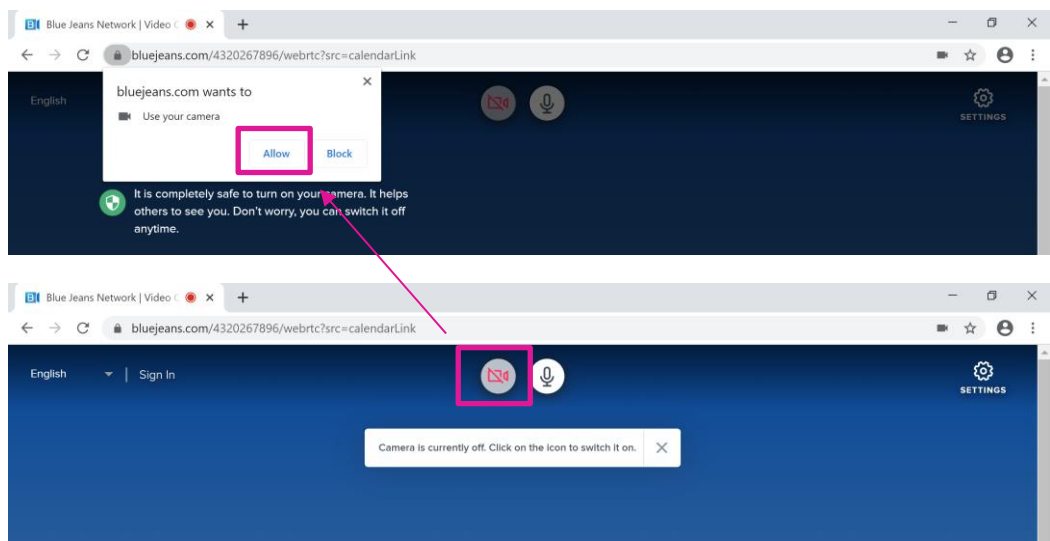 Blue Jeans Network | Video C
bluejeans.com/4320267896/webrtc?src=calendarLink
English
bluejeans.com wants to
Use your camera
Allow Block
SETTINGS
It is completely safe to turn on your camera. It helps
others to see you. Don't worry, you can switch it off
anytime.
Blue Jeans Network | Video C
bluejeans.com/4320267896/webrtc?src=calendarLink
English | Sign In
SETTINGS
Camera is currently off. Click on the icon to switch it on.